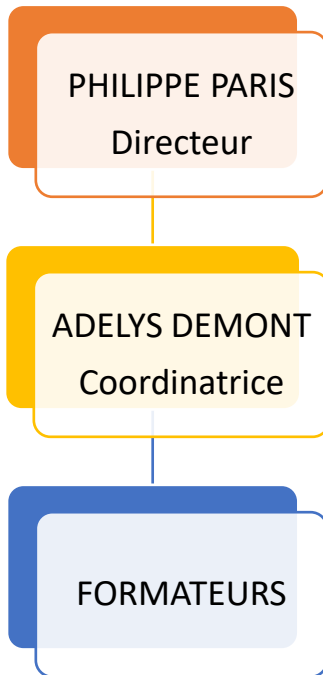 PHILIPPE PARIS
Directeur
ADELYS DEMONT
Coordinatrice
FORMATEURS